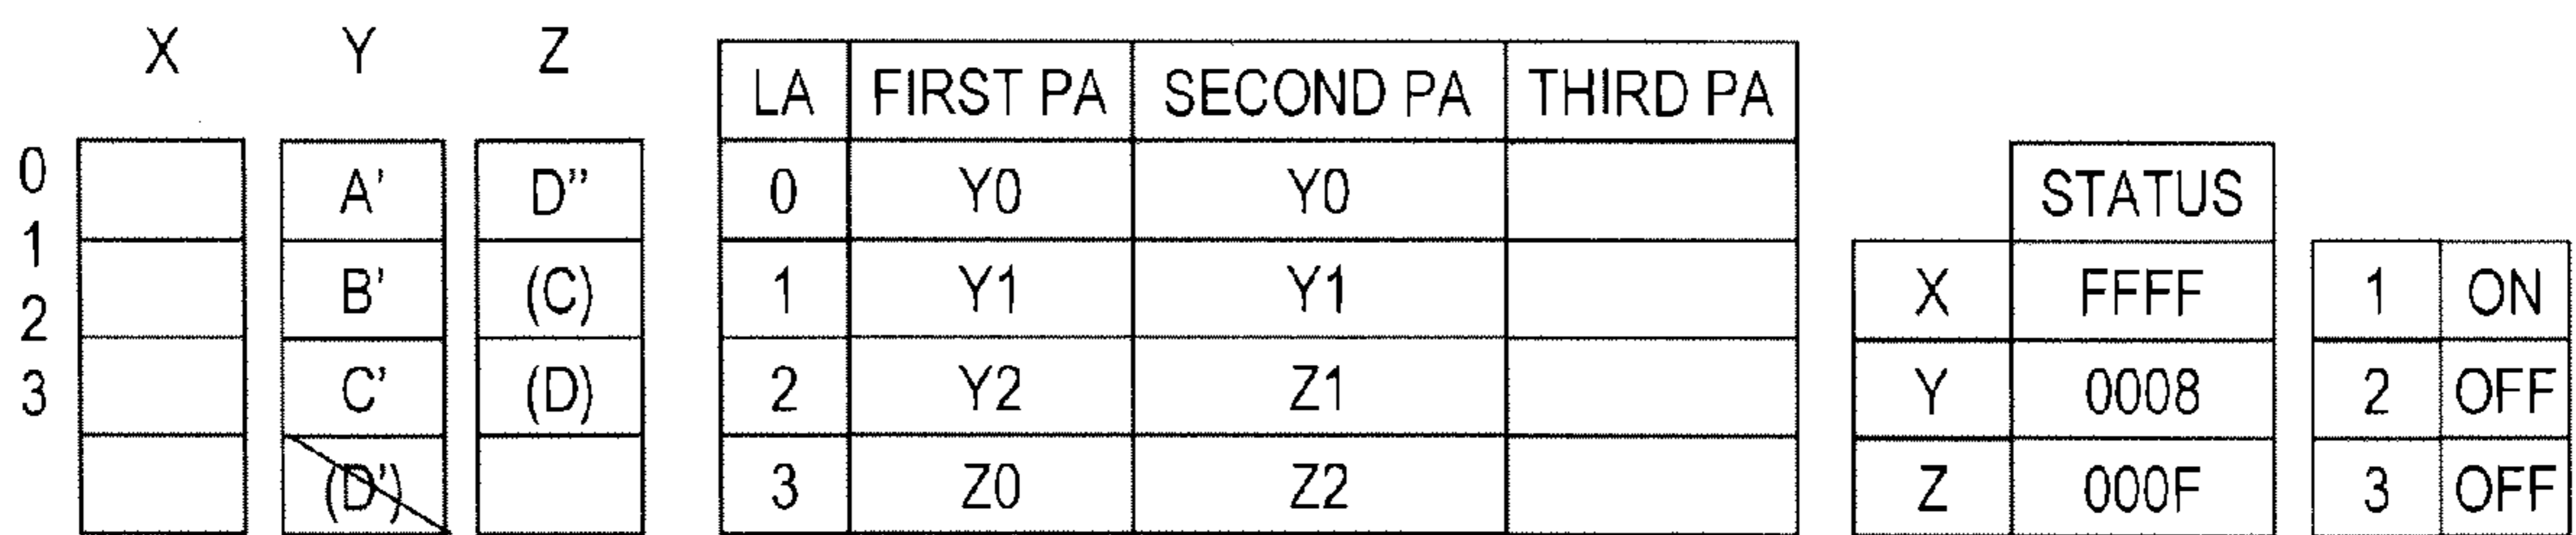 X Y Z
0 A' D"
1 B' (C)
2 C' (D)
3 (D')
LA FIRST PA SECOND PA THIRD PA
0 Y0 Y0
1 Y1 Y1
2 Y2 Z1
3 Z0 Z2
STATUS
X FFFF
Y 0008
Z 000F
1 ON
2 OFF
3 OFF